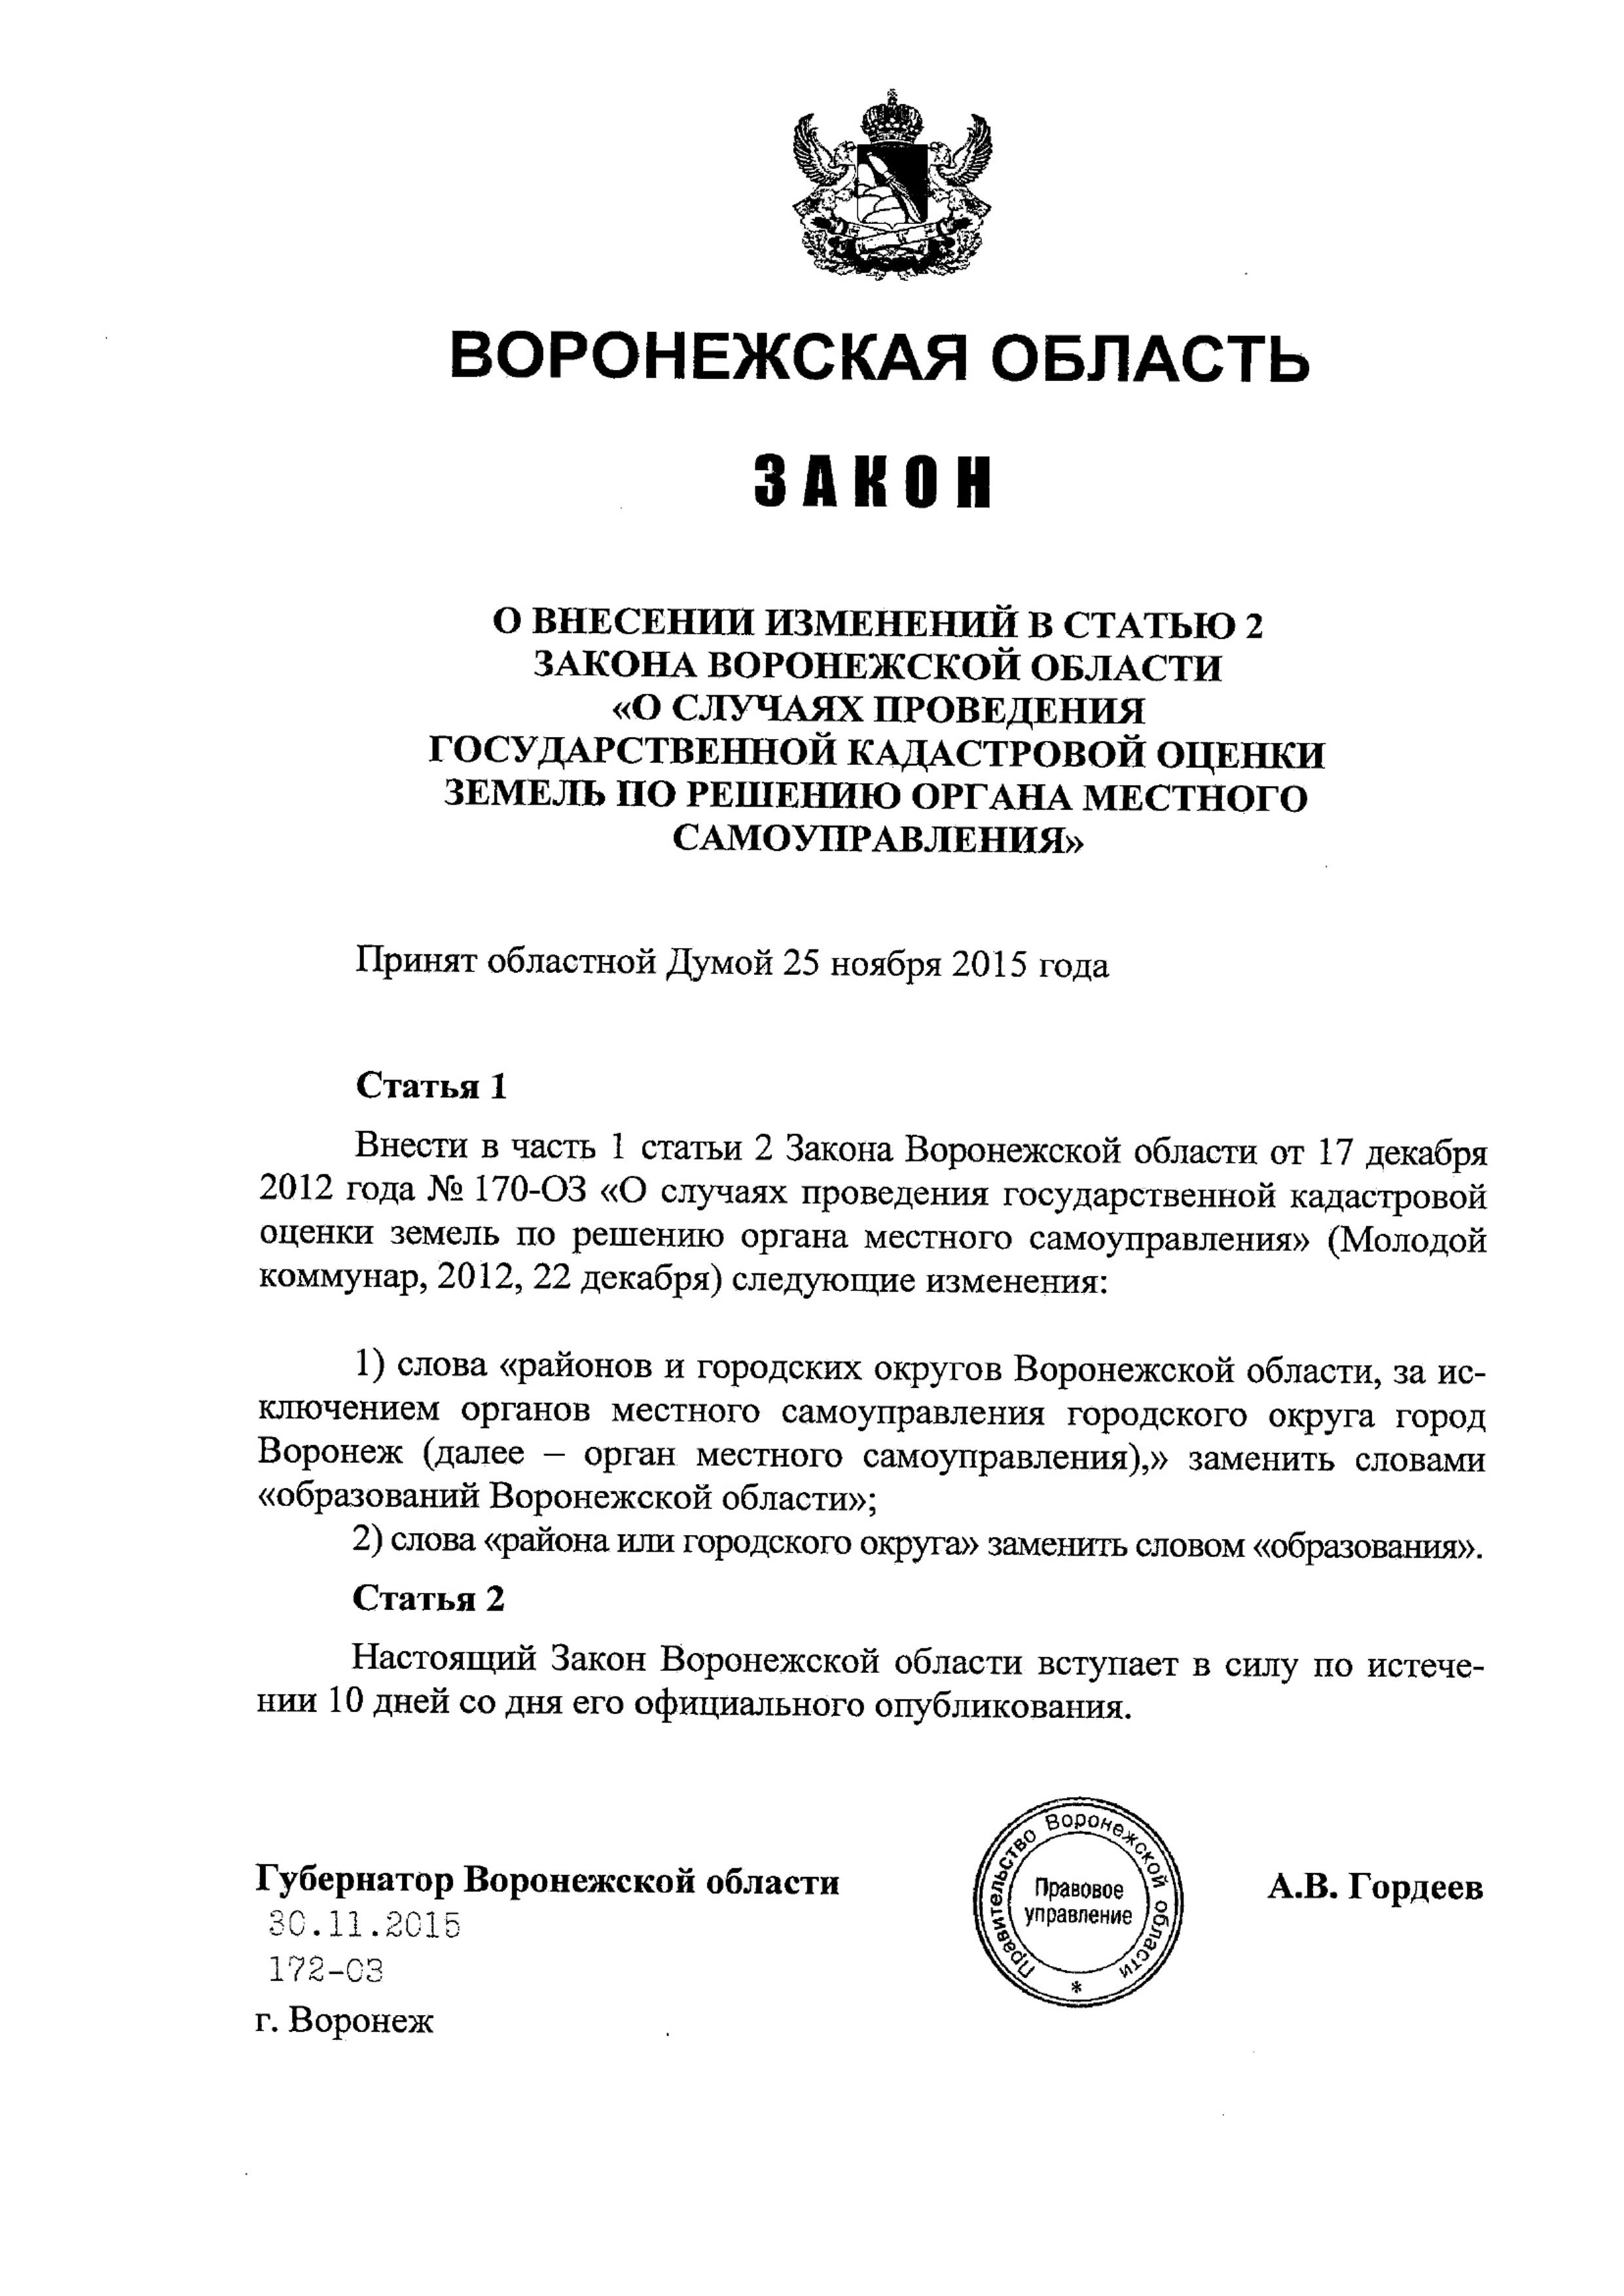 ВОРОНЕЖСКАЯ ОБЛАСТЬ
ЗАКОН
О ВНЕСЕНИИ ИЗМЕНЕНИЙ В СТАТЬЮ 2
ЗАКОНА ВОРОНЕЖСКОЙ ОБЛАСТИ
«О СЛУЧАЯХ ПРОВЕДЕНИЯ
ГОСУДАРСТВЕННОЙ КАДАСТРОВОЙ ОЦЕНКИ
ЗЕМЕЛЬ ПО РЕШЕНИЮ ОРГАНА МЕСТНОГО
САМОУПРАВЛЕНИЯ»
Принят областной Думой 25 ноября 2015 года
Статья 1
Внести в часть 1 статьи 2 Закона Воронежской области от 17 декабря
2012 года № 170-ОЗ «О случаях проведения государственной кадастровой
оценки земель по решению органа местного самоуправления» (Молодой
коммунар, 2012, 22 декабря) следующие изменения:
1) слова «районов и городских округов Воронежской области, за ис-
ключением органов местного самоуправления городского округа город
Воронеж (далее – орган местного самоуправления),» заменить словами
«образований Воронежской области»;
2) слова «района или городского округа» заменить словом «образования».
Статья 2
Настоящий Закон Воронежской области вступает в силу по истече-
нии 10 дней со дня его официального опубликования.
Губернатор Воронежской области
А.В. Гордеев
30.11.2015
172-ОЗ
г. Воронеж
Правительство Воронежской области
Правовое
управление
*